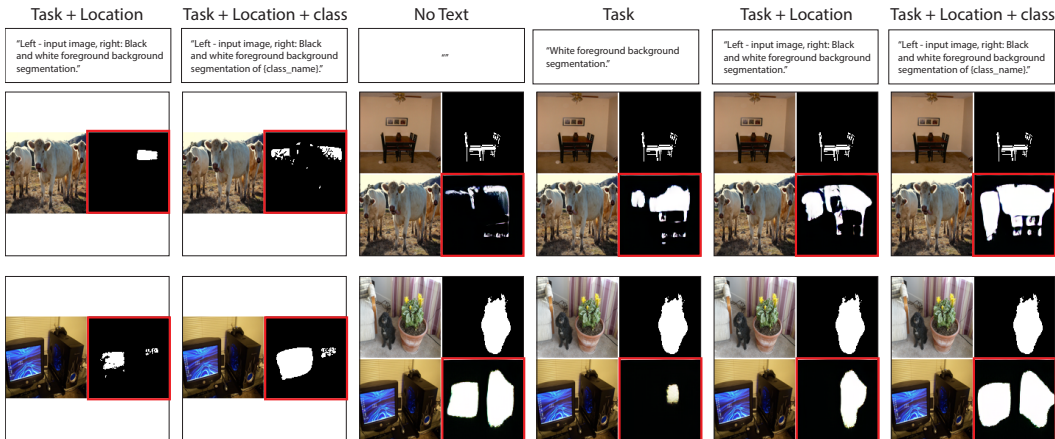 Task + Location
Task + Location + class
No Text
Task
Task + Location
Task + Location + class
"Left - input image, right: Black
and white foreground background
segmentation."
"Left - input image, right: Black
and white foreground background
segmentation of {class_name}."
""
"White foreground background
segmentation."
"Left - input image, right: Black
and white foreground background
segmentation."
"Left - input image, right: Black
and white foreground background
segmentation of {class_name}."